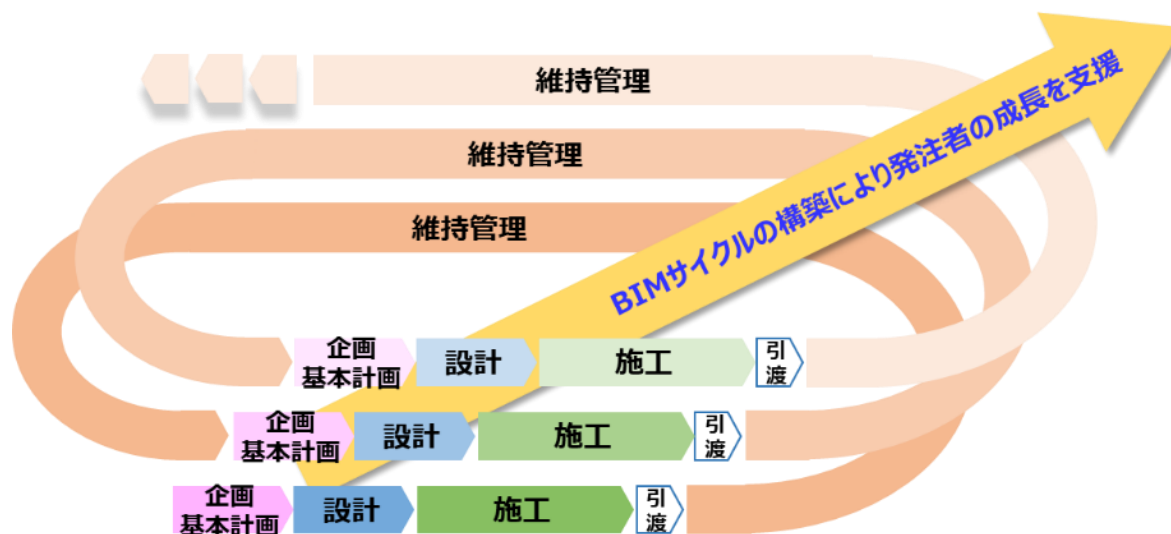 維持管理
維持管理
維持管理
BIMサイクルの構築により発注者の成長を支援
企画
基本計画
設計
施工
引
渡
企画
基本計画
設計
施工
引
渡
企画
基本計画
設計
施工
引
渡